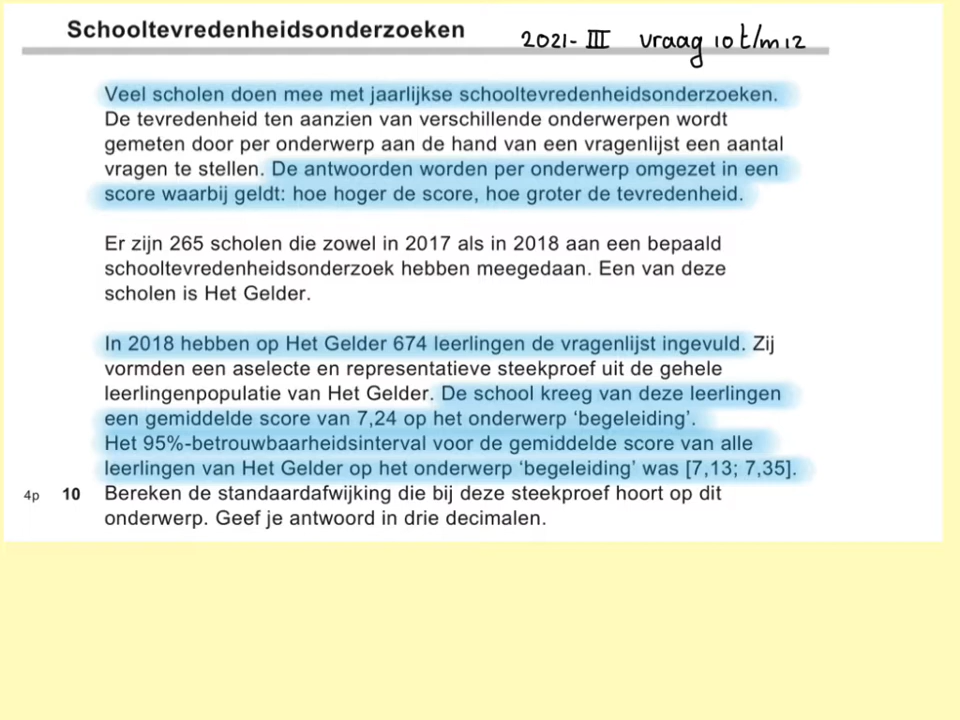 Schooltevredenheidsonderzoeken
2021-III vraag 10 t/m 12
Veel scholen doen mee met jaarlijkse schooltevredenheidsonderzoeken.
De tevredenheid ten aanzien van verschillende onderwerpen wordt
gemeten door per onderwerp aan de hand van een vragenlijst een aantal
vragen te stellen. De antwoorden worden per onderwerp omgezet in een
score waarbij geldt: hoe hoger de score, hoe groter de tevredenheid.
Er zijn 265 scholen die zowel in 2017 als in 2018 aan een bepaald
schooltevredenheidsonderzoek hebben meegedaan. Een van deze
scholen is Het Gelder.
In 2018 hebben op Het Gelder 674 leerlingen de vragenlijst ingevuld. Zij
vormden een aselecte en representatieve steekproef uit de gehele
leerlingenpopulatie van Het Gelder. De school kreeg van deze leerlingen
een gemiddelde score van 7,24 op het onderwerp ‘begeleiding’.
Het 95%-betrouwbaarheidsinterval voor de gemiddelde score van alle
leerlingen van Het Gelder op het onderwerp ‘begeleiding’ was [7,13; 7,35].
4p 10 Bereken de standaardafwijking die bij deze steekproef hoort op dit
onderwerp. Geef je antwoord in drie decimalen.